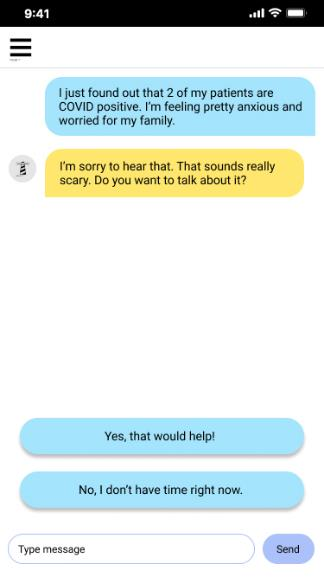 9:41
I just found out that 2 of my patients are
COVID positive. I'm feeling pretty anxious and
worried for my family.
I'm sorry to hear that. That sounds really
scary. Do you want to talk about it?
Yes, that would help!
No, I don't have time right now.
Type message
Send